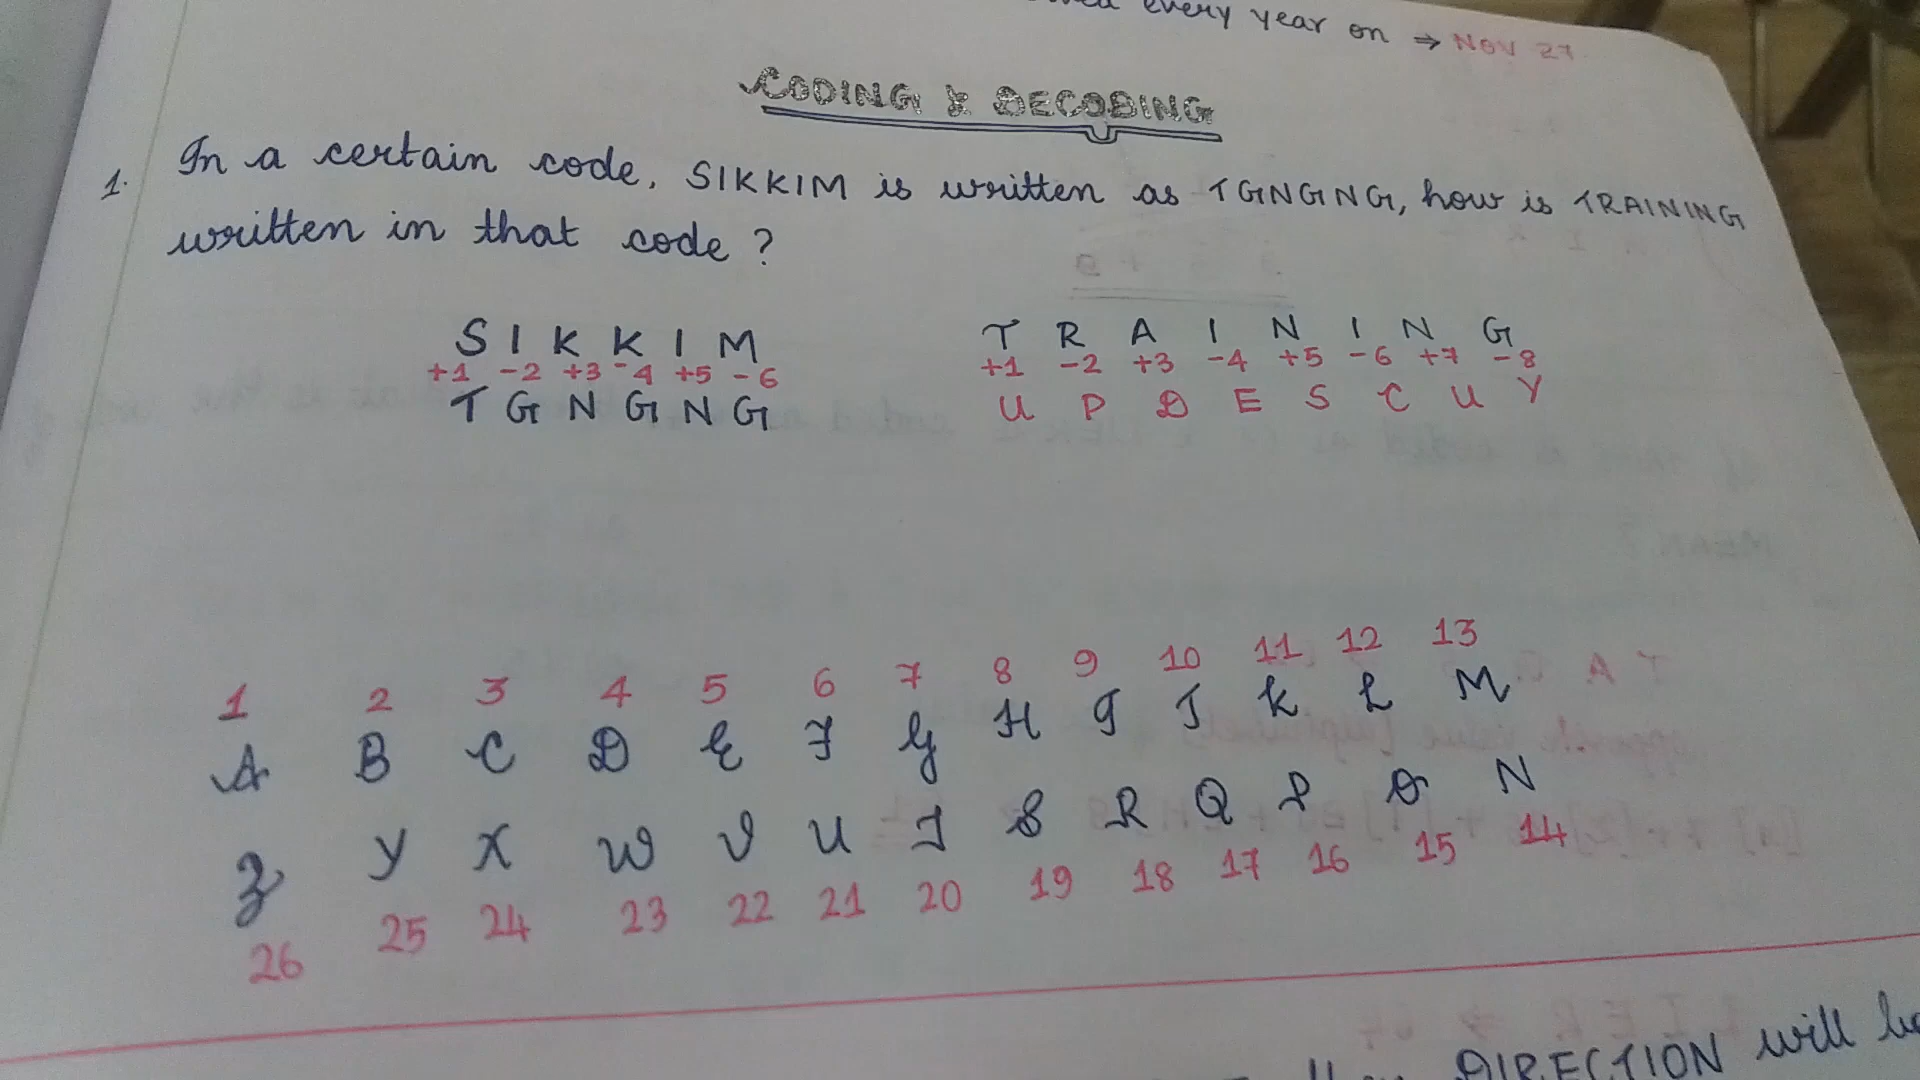 every year on → NOV 27
CODING & DECODING
1. In a certain code, SIKKIM is written as TGNGNG, how is TRAINING
written in that code ?
S I K K I M
+1 -2 +3 -4 +5 -6
T G N G N G
T R A I N I N G
+1 -2 +3 -4 +5 -6 +7 -8
U P D E S C U Y
1 2 3 4 5 6 7 8 9 10 11 12 13
A B C D E F G H I J K L M
Z Y X W V U T S R Q P O N
26 25 24 23 22 21 20 19 18 17 16 15 14
DIRECTION will